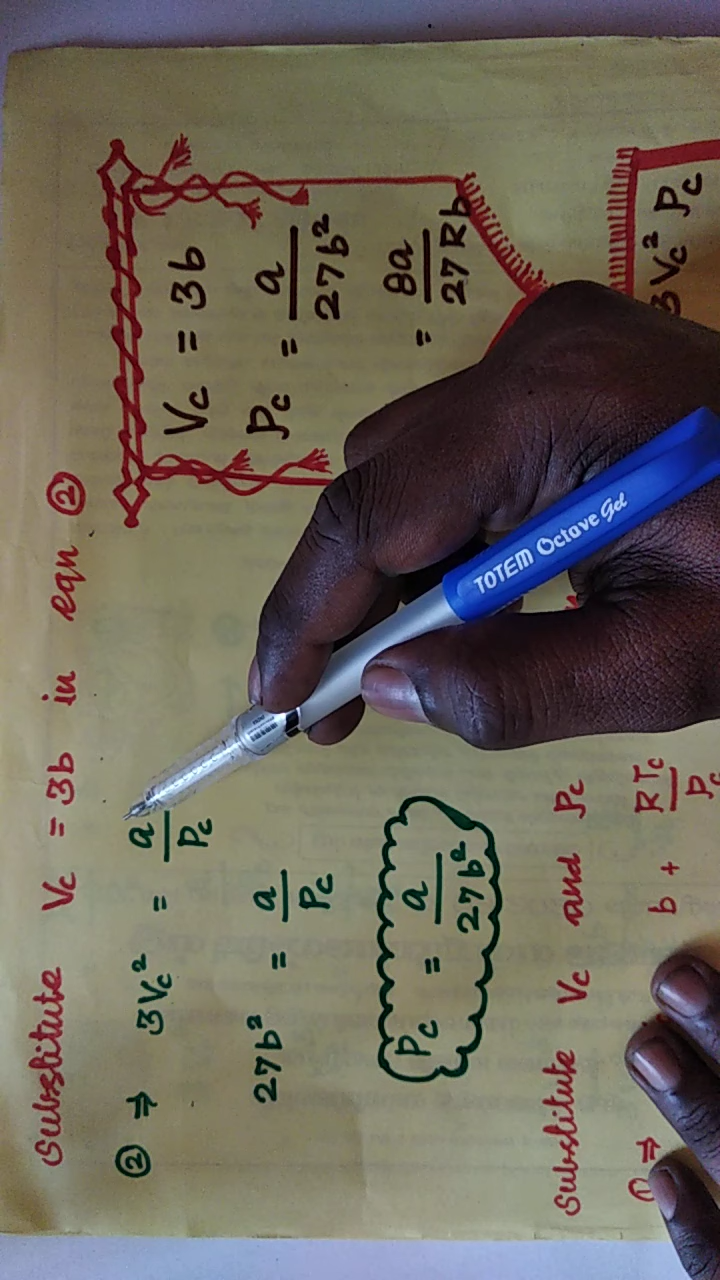 Substitute Vc = 3b in eqn ②
② ⇒ 3Vc² = a/Pc
27b² = a/Pc
Pc = a/27b²
Substitute Vc and Pc
⇒ b + RTc/Pc
Vc = 3b
Pc = a/27b²
= 8a/27Rb
3Vc² Pc
TOTEM Octave Gel